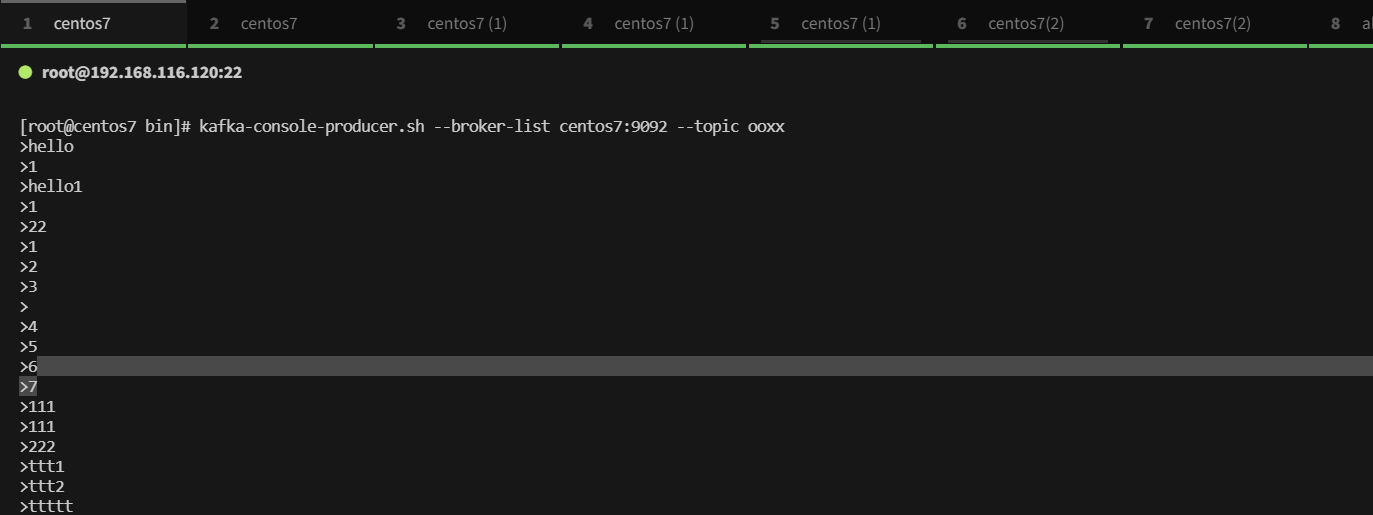 1 centos7 2 centos7 3 centos7 (1) 4 centos7 (1) 5 centos7 (1) 6 centos7(2) 7 centos7(2) 8
root@192.168.116.120:22
[root@centos7 bin]# kafka-console-producer.sh --broker-list centos7:9092 --topic ooxx
>hello
>1
>hello1
>1
>22
>1
>2
>3
>
>4
>5
>6
>7
>111
>111
>222
>ttt1
>ttt2
>ttttt